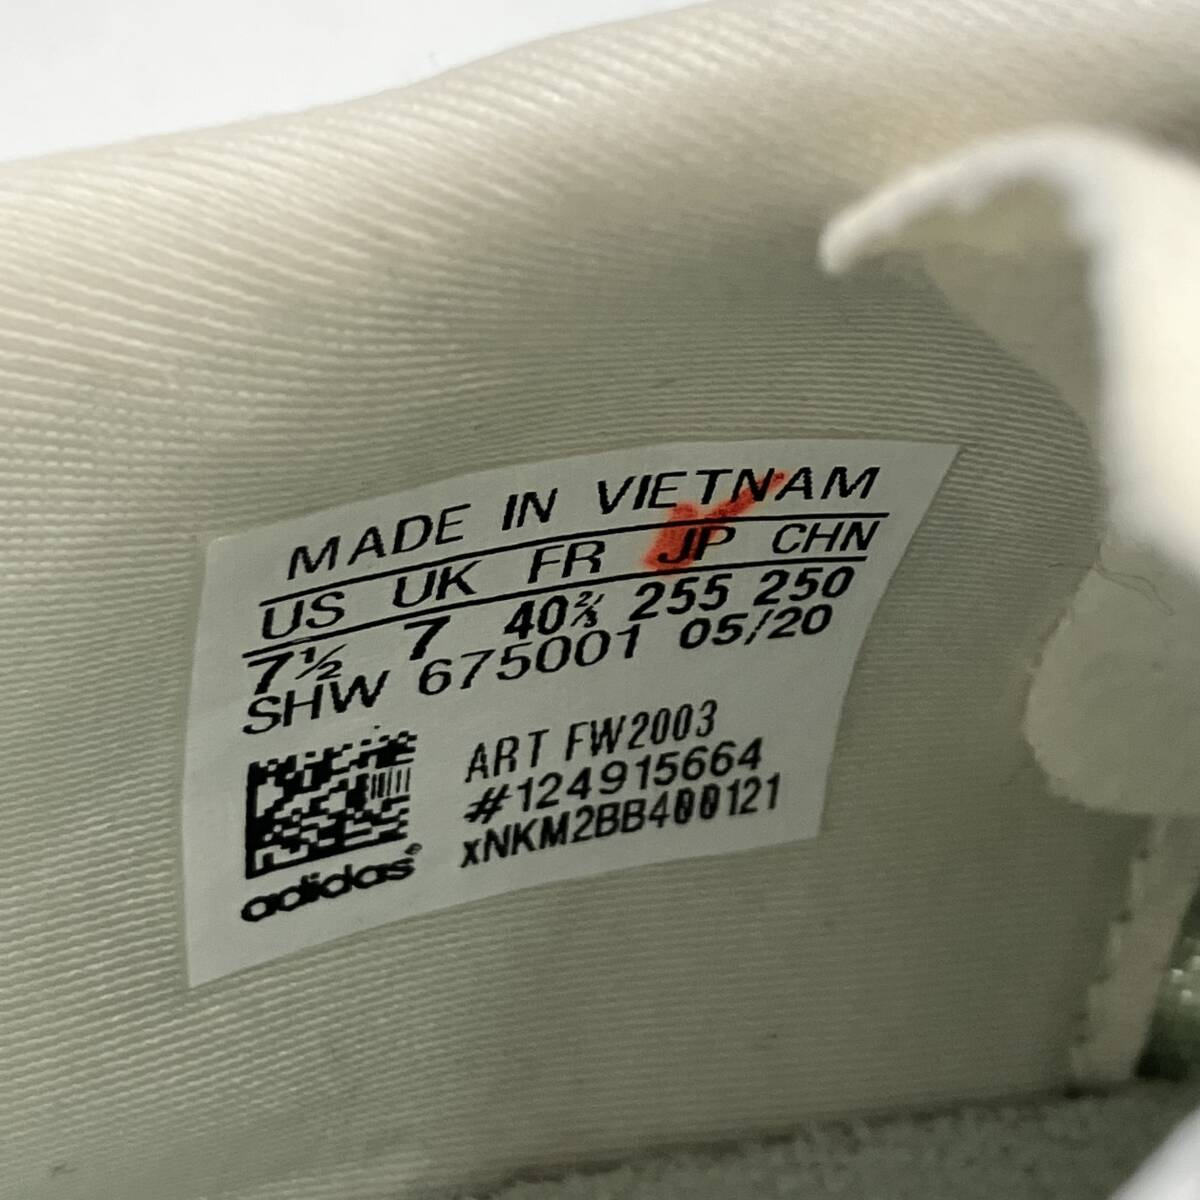 MADE IN VIETNAM
US UK FR JP CHN
7½ 7 40⅔ 255 250
SHW 675001 05/20
ART FW2003
#124915664
xNKM2BB400121
adidas®